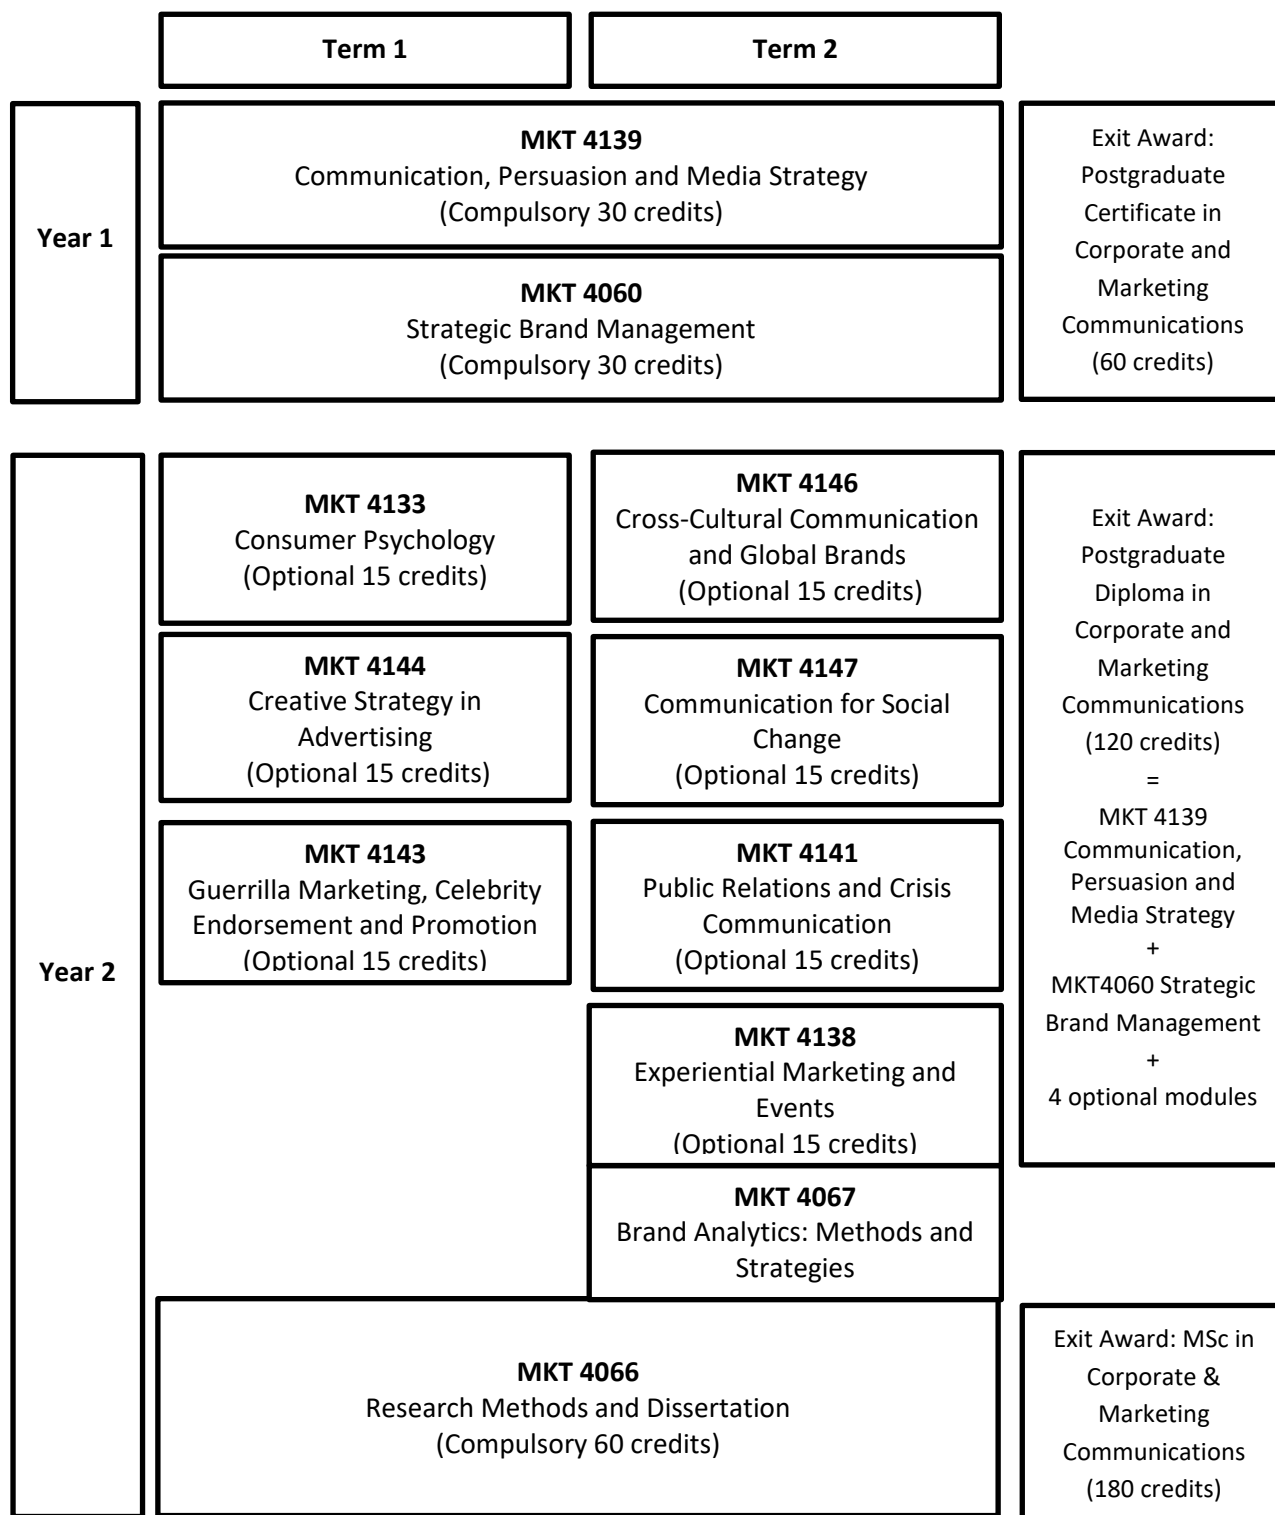 Term 1
Term 2
Year 1
MKT 4139
Communication, Persuasion and Media Strategy
(Compulsory 30 credits)
MKT 4060
Strategic Brand Management
(Compulsory 30 credits)
Exit Award:
Postgraduate
Certificate in
Corporate and
Marketing
Communications
(60 credits)
Year 2
MKT 4133
Consumer Psychology
(Optional 15 credits)
MKT 4146
Cross-Cultural Communication
and Global Brands
(Optional 15 credits)
MKT 4144
Creative Strategy in
Advertising
(Optional 15 credits)
MKT 4147
Communication for Social
Change
(Optional 15 credits)
MKT 4143
Guerrilla Marketing, Celebrity
Endorsement and Promotion
(Optional 15 credits)
MKT 4141
Public Relations and Crisis
Communication
(Optional 15 credits)
MKT 4138
Experiential Marketing and
Events
(Optional 15 credits)
MKT 4067
Brand Analytics: Methods and
Strategies
Exit Award:
Postgraduate
Diploma in
Corporate and
Marketing
Communications
(120 credits)
=
MKT 4139
Communication,
Persuasion and
Media Strategy
+
MKT4060 Strategic
Brand Management
+
4 optional modules
MKT 4066
Research Methods and Dissertation
(Compulsory 60 credits)
Exit Award: MSc in
Corporate &
Marketing
Communications
(180 credits)